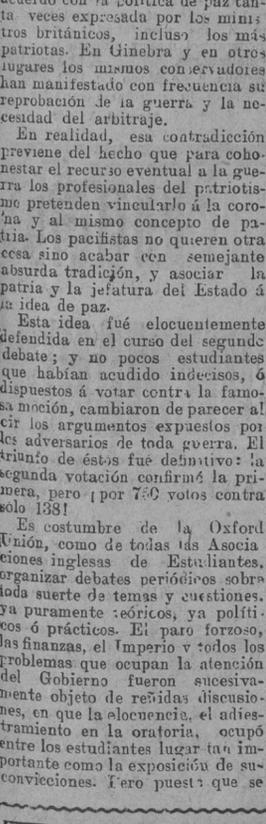 acuerdo con la política de paz tan-
ta veces expresada por los minis
tros británicos, incluso los más
patriotas. En Ginebra y en otros
lugares los mismos conservadores
han manifestado con frecuencia su
reprobación de la guerra y la ne-
cesidad del arbitraje.
En realidad, esa contradicción
previene del hecho que para coho-
nestar el recurso eventual a la gue-
rra los profesionales del patriotis-
mo pretenden vincularlo á la coro-
na y al mismo concepto de pa-
tria. Los pacifistas no quieren otra
cosa sino acabar con semejante
absurda tradición, y asociar la
patria y la jefatura del Estado á
la idea de paz.
Esta idea fué elocuentemente
defendida en el curso del segundo
debate; y no pocos estudiantes
que habían acudido indecisos, ó
dispuestos á votar contra la famo-
sa moción, cambiaron de parecer al
oir los argumentos expuestos por
los adversarios de toda guerra. El
triunfo de éstos fué definitivo: la
segunda votación confirmó la pri-
mera, pero ¡por 750 votos contra
sólo 138!
Es costumbre de la Oxford
Unión, como de todas las Asocia
ciones inglesas de Estudiantes,
organizar debates periódicos sobre
toda suerte de temas y cuestiones,
ya puramente teóricos, ya políti-
cos ó prácticos. El paro forzoso,
las finanzas, el Imperio y todos los
problemas que ocupan la atención
del Gobierno fueron sucesiva-
mente objeto de reñidas discusio-
nes, en que la elocuencia, el adies-
tramiento en la oratoria, ocupó
entre los estudiantes lugar tan im-
portante como la exposición de su
convicciones. Pero puesto que se